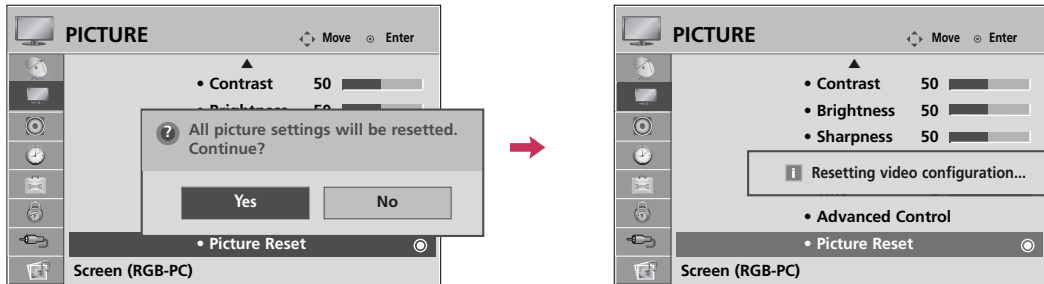 PICTURE
Move Enter
• Contrast 50
• Brightness 50
All picture settings will be resetted.
Continue?
Yes No
• Picture Reset
Screen (RGB-PC)
PICTURE
Move Enter
• Contrast 50
• Brightness 50
• Sharpness 50
Resetting video configuration...
• Advanced Control
• Picture Reset
Screen (RGB-PC)